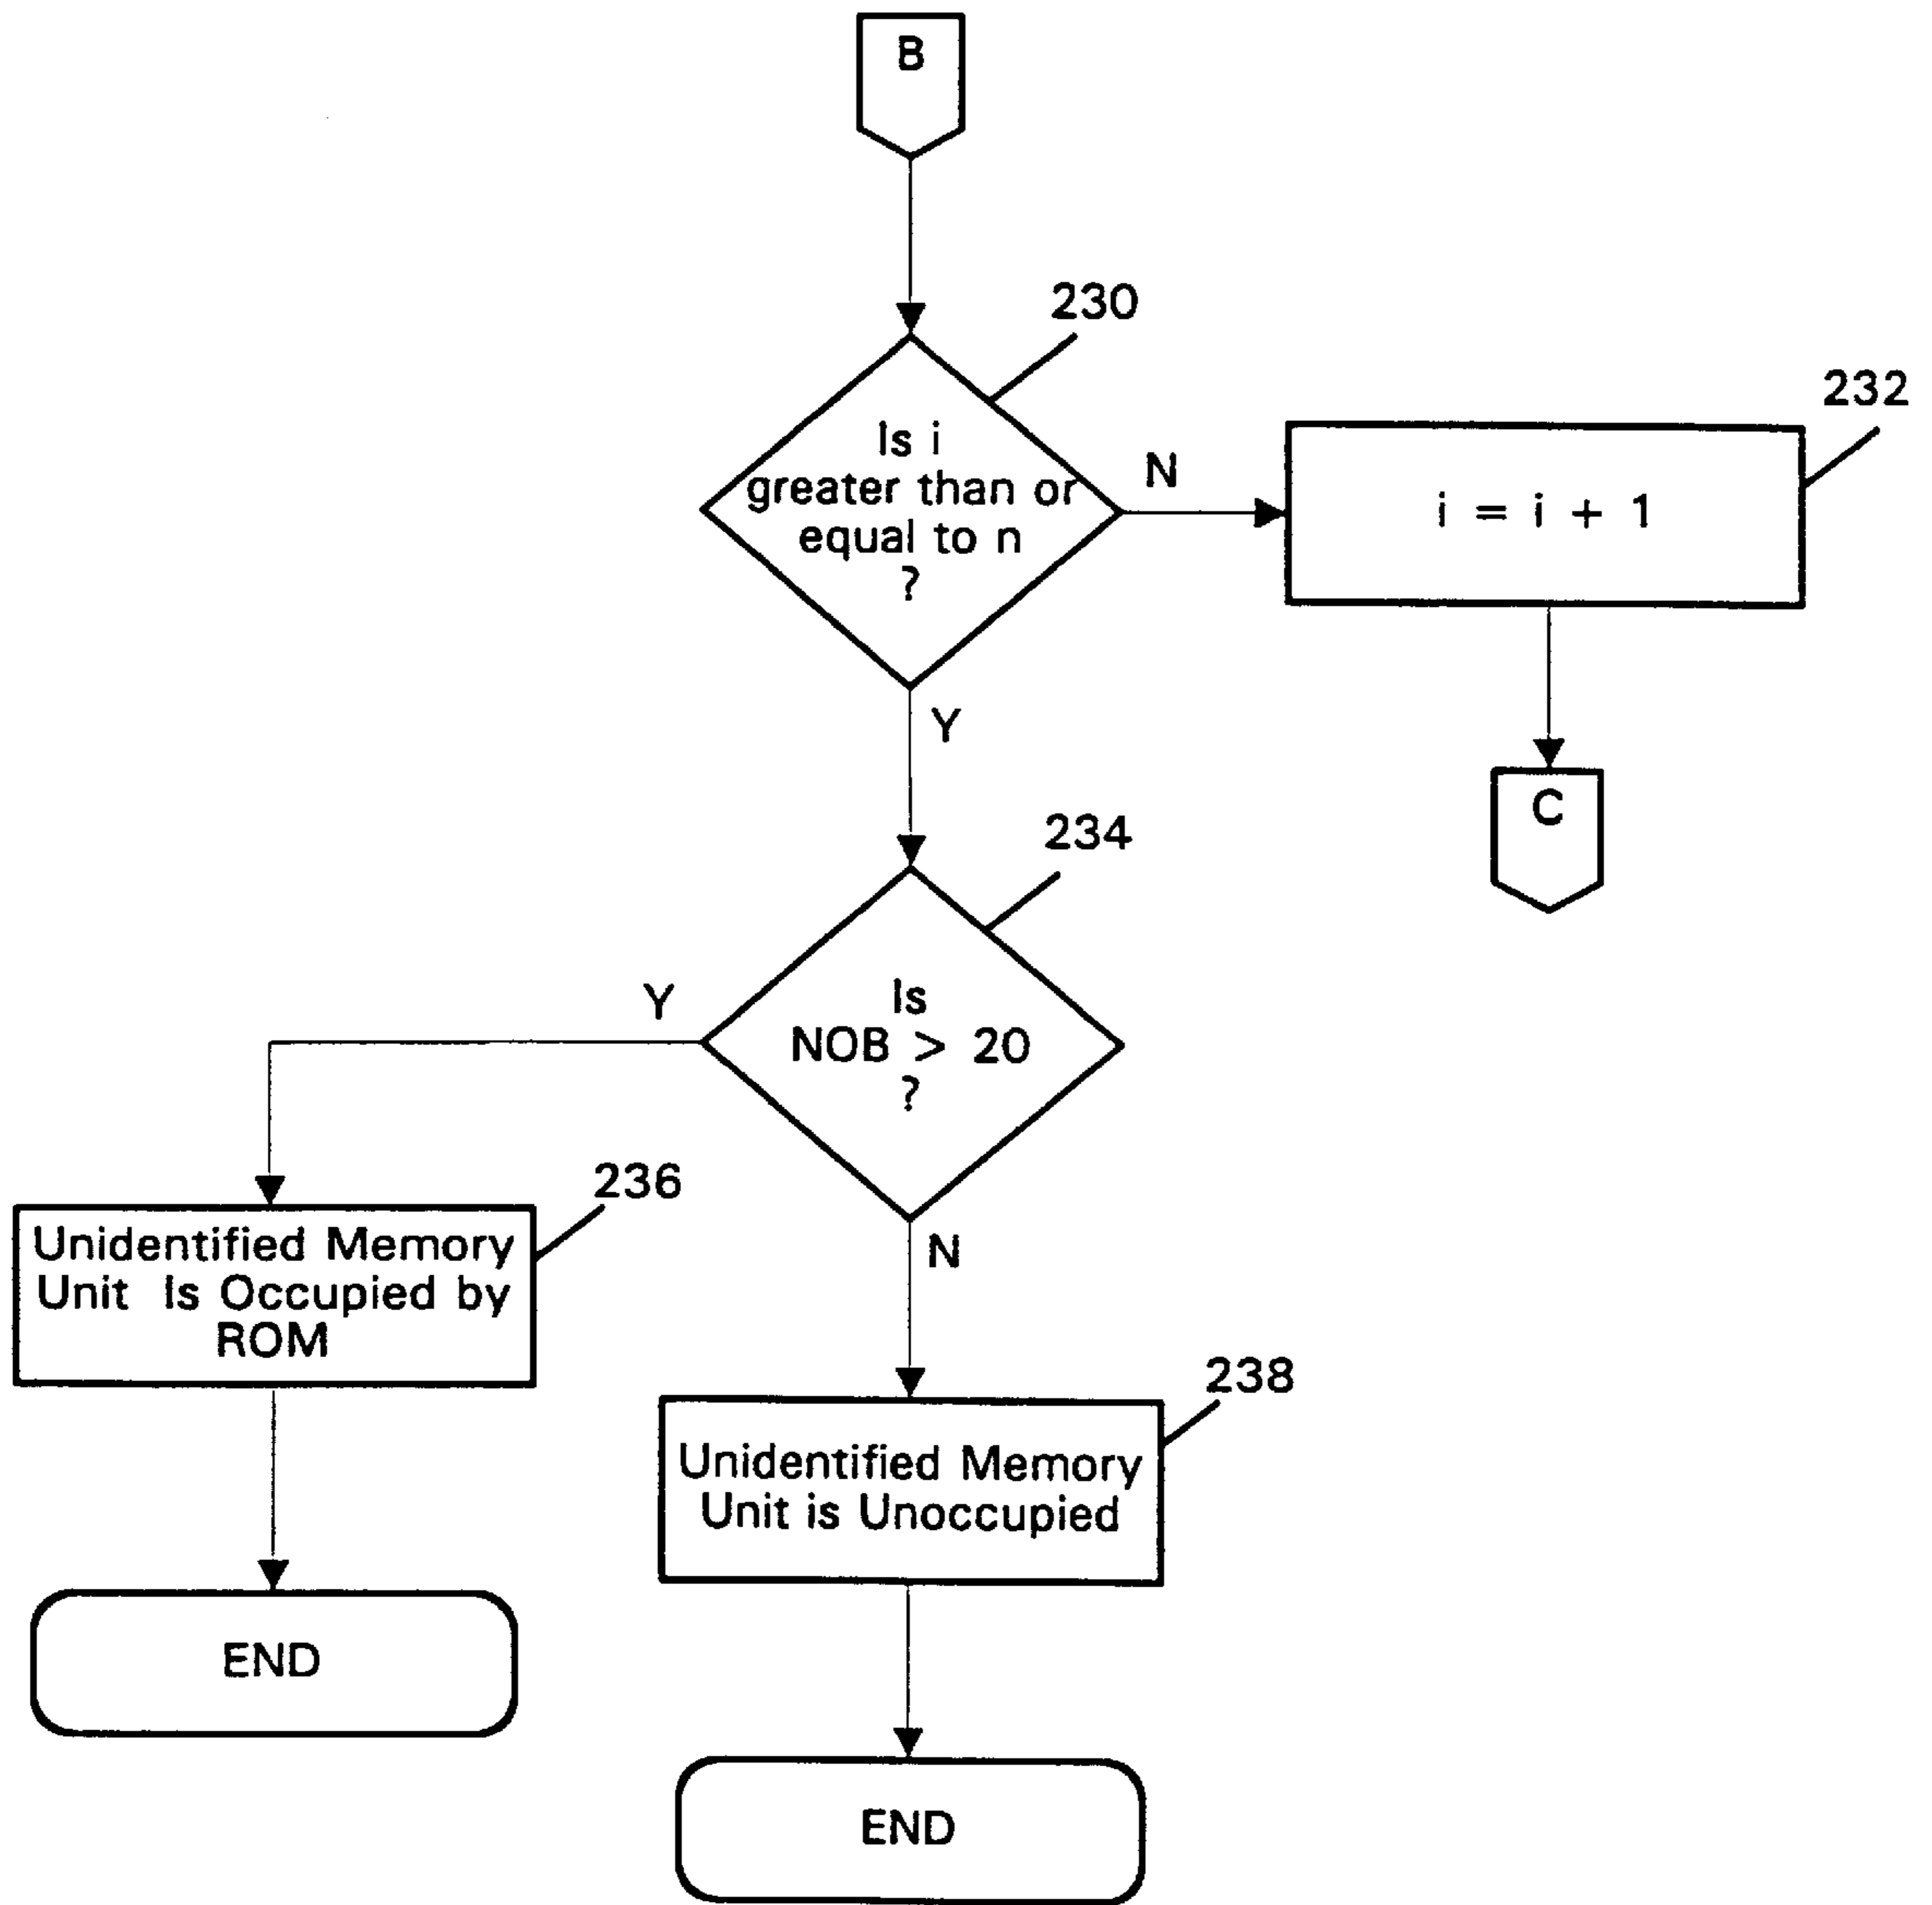 B
230
232
Is i
greater than or
equal to n
?
N
i = i + 1
Y
C
234
Is
NOB > 20
?
Y
N
236
Unidentified Memory
Unit Is Occupied by
ROM
238
Unidentified Memory
Unit is Unoccupied
END
END